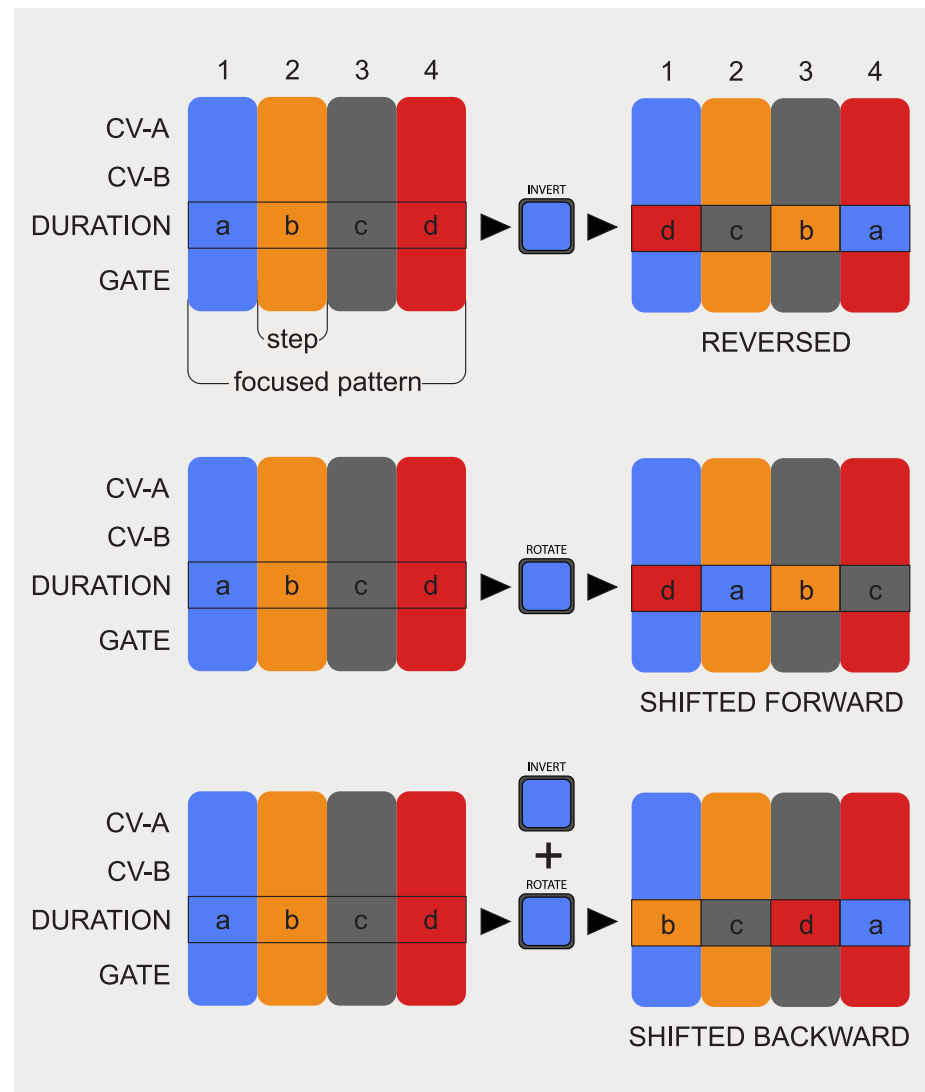 1 2 3 4 1 2 3 4
CV-A
CV-B
INVERT
DURATION a b c d d c b a
GATE
step
REVERSED
focused pattern
CV-A
CV-B
ROTATE
DURATION a b c d d a b c
GATE
SHIFTED FORWARD
INVERT
CV-A
CV-B
+
ROTATE
DURATION a b c d b c d a
GATE
SHIFTED BACKWARD